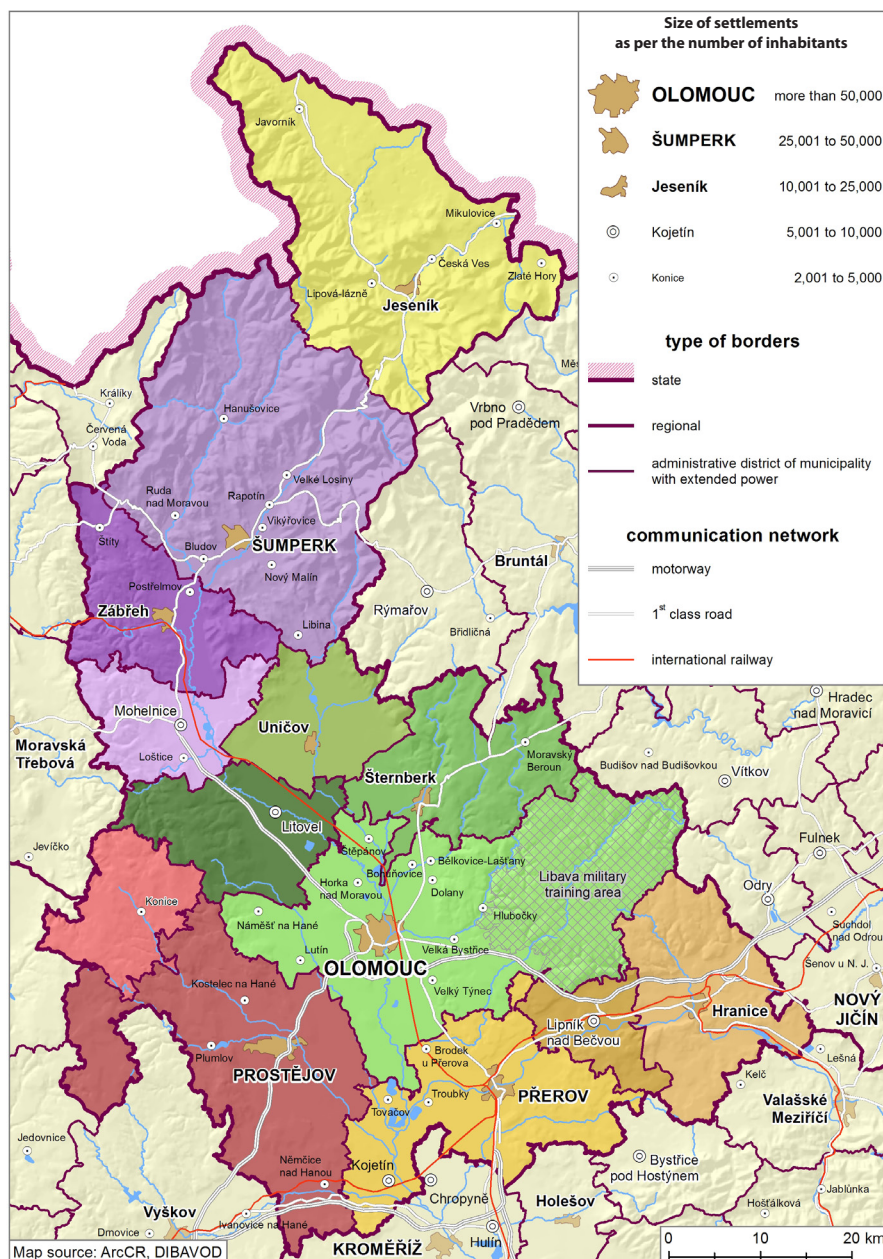 Size of settlements
as per the number of inhabitants
OLOMOUC more than 50,000
ŠUMPERK 25,001 to 50,000
Jeseník 10,001 to 25,000
Kojetín 5,001 to 10,000
Konice 2,001 to 5,000
type of borders
state
regional
administrative district of municipality
with extended power
communication network
motorway
1st class road
international railway
Javorník
Mikulovice
Česká Ves
Zlaté Hory
Lipová-lázně
Jeseník
Králíky
Hanušovice
Vrbno
pod Pradědem
Červená
Voda
Velké Losiny
Ruda
nad Moravou
Rapotín
Vikýřovice
Štíty
Bludov
ŠUMPERK
Bruntál
Nový Malín
Postřelmov
Rýmařov
Zábřeh
Libina
Břidličná
Mohelnice
Uničov
Hradec
nad Moravicí
Moravská
Třebová
Loštice
Moravský
Beroun
Budišov nad Budišovkou
Vítkov
Šternberk
Litovel
Štěpánov
Fulnek
Jevíčko
Bohuňovice
Bělkovice-Lašťany
Libava military
training area
Horka
nad Moravou
Dolany
Odry
Konice
Hlubočky
Suchdol
nad Odrou
Náměšť na Hané
Velká Bystřice
Lutín
OLOMOUC
Šenov u N. J.
Velký Týnec
Kostelec na Hané
NOVÝ
JIČÍN
Hranice
Lipník
nad Bečvou
Plumlov
PROSTĚJOV
Brodek
u Přerova
Lešná
Kelč
PŘEROV
Troubky
Tovačov
Valašské
Meziříčí
Jedovnice
Němčice
nad Hanou
Kojetín
Bystřice
pod Hostýnem
Chropyně
Holešov
Jablůnka
Vyškov
Ivanovice na Hané
Hošťálková
Drnovice
Hulín
KROMĚŘÍŽ
Map source: ArcCR, DIBAVOD
0 10 20 km